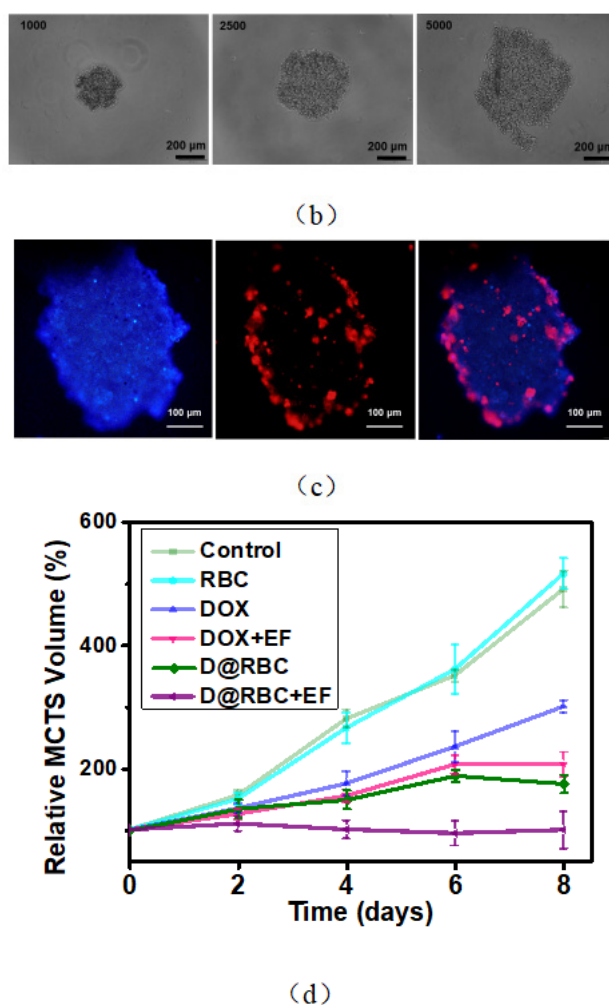 1000 2500 5000
200 μm 200 μm 200 μm
（b）
100 μm 100 μm 100 μm
（c）
600
400
200
Relative MCTS Volume (%)
Control
RBC
DOX
DOX+EF
D@RBC
D@RBC+EF
0 2 4 6 8
Time (days)
（d）